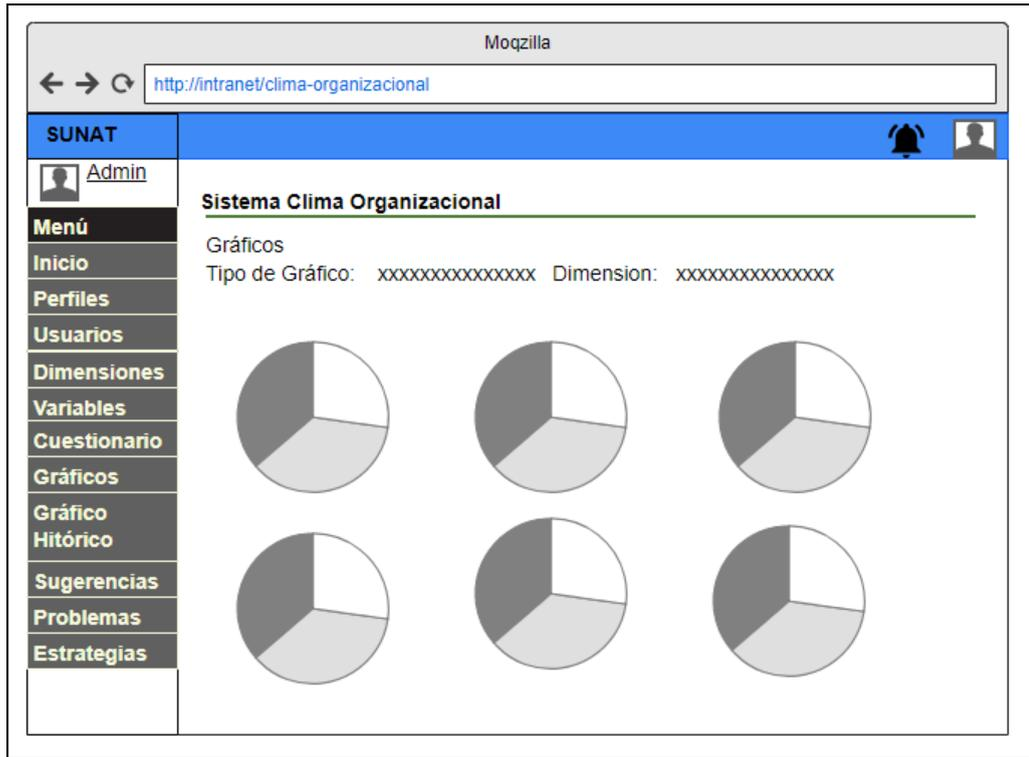 Moqzilla
http://intranet/clima-organizacional
SUNAT
Admin
Menú
Inicio
Perfiles
Usuarios
Dimensiones
Variables
Cuestionario
Gráficos
Gráfico
Hitórico
Sugerencias
Problemas
Estrategias
Sistema Clima Organizacional
Gráficos
Tipo de Gráfico: xxxxxxxxxxxxxxx Dimension: xxxxxxxxxxxxxxx